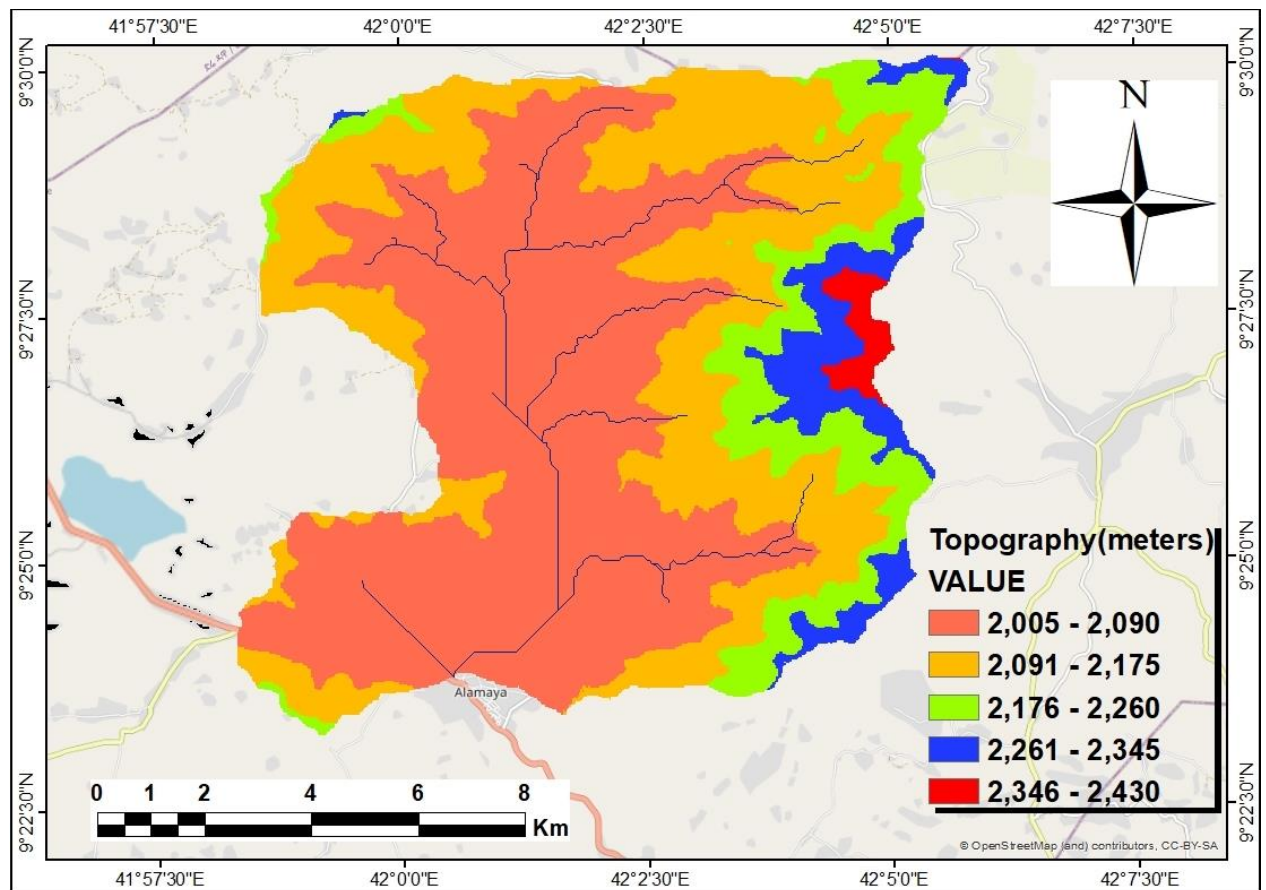 41°57'30"E 42°0'0"E 42°2'30"E 42°5'0"E 42°7'30"E
9°30'0"N
9°30'0"N
N
9°27'30"N
9°27'30"N
9°25'0"N
9°25'0"N
Topography(meters)
VALUE
2,005 - 2,090
2,091 - 2,175
2,176 - 2,260
2,261 - 2,345
2,346 - 2,430
Alamaya
0 1 2 4 6 8
Km
9°22'30"N
9°22'30"N
© OpenStreetMap (and) contributors, CC-BY-SA
41°57'30"E 42°0'0"E 42°2'30"E 42°5'0"E 42°7'30"E